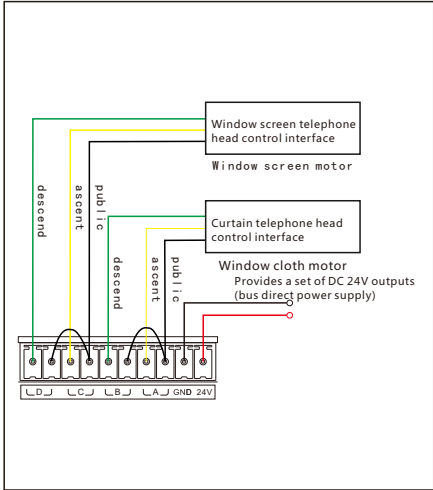 Window screen telephone
head control interface
Window screen motor
descend
ascent
public
Curtain telephone head
control interface
descend
ascent
public
Window cloth motor
Provides a set of DC 24V outputs
(bus direct power supply)
D C B A GND 24V